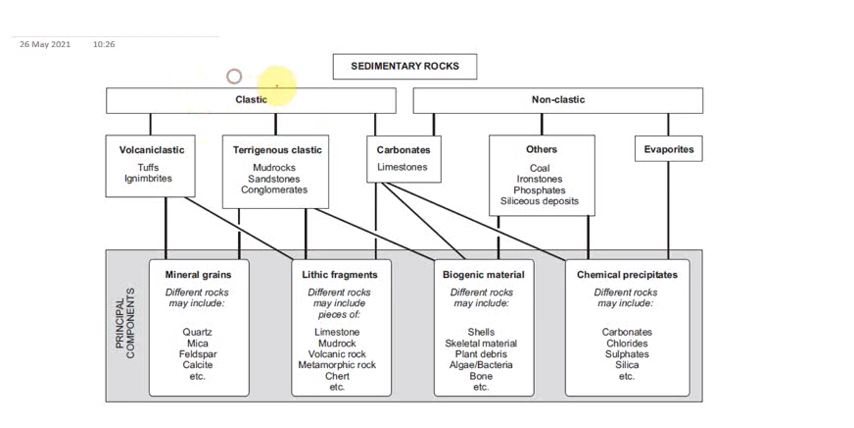 26 May 2021 10:26
SEDIMENTARY ROCKS
Clastic
Non-clastic
Volcaniclastic
Tuffs
Ignimbrites
Terrigenous clastic
Mudrocks
Sandstones
Conglomerates
Carbonates
Limestones
Others
Coal
Ironstones
Phosphates
Siliceous deposits
Evaporites
PRINCIPAL
COMPONENTS
Mineral grains
Different rocks
may include:
Quartz
Mica
Feldspar
Calcite
etc.
Lithic fragments
Different rocks
may include
pieces of:
Limestone
Mudrock
Volcanic rock
Metamorphic rock
Chert
etc.
Biogenic material
Different rocks
may include:
Shells
Skeletal material
Plant debris
Algae/Bacteria
Bone
etc.
Chemical precipitates
Different rocks
may include:
Carbonates
Chlorides
Sulphates
Silica
etc.